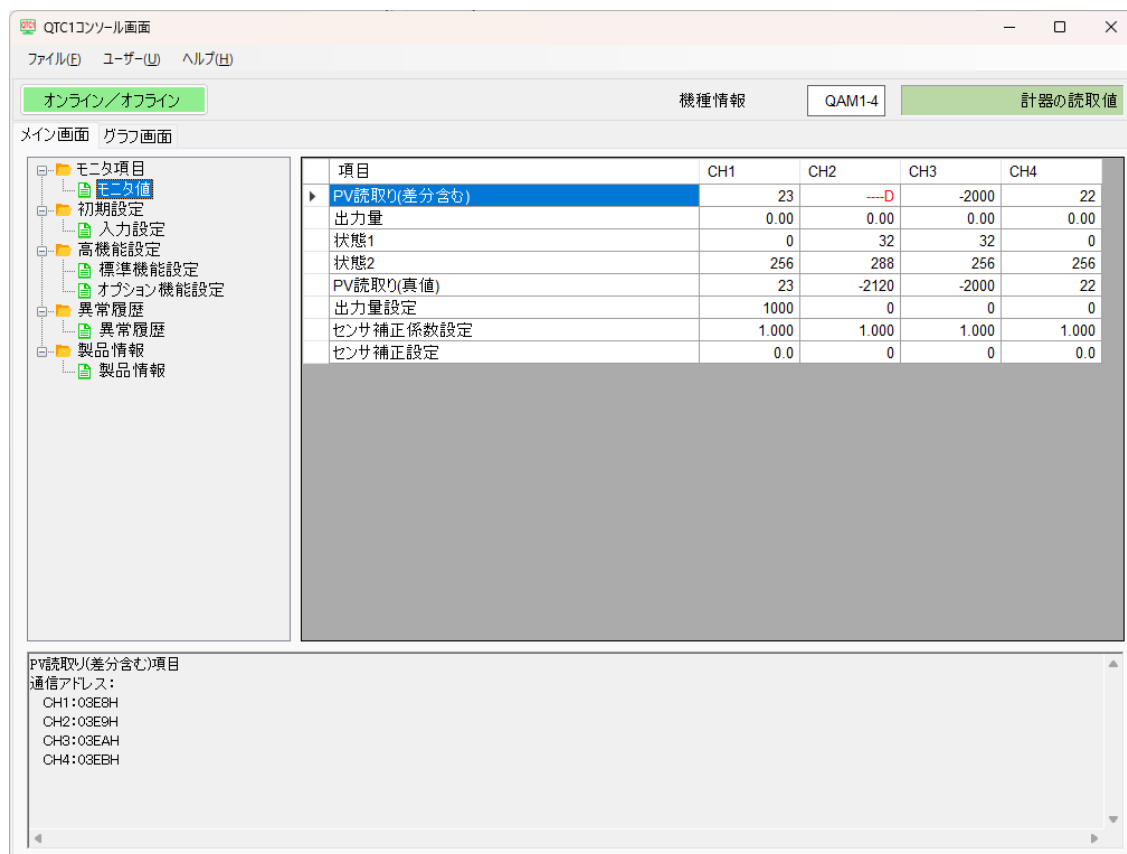 QTC1コンソール画面
ファイル(F) ユーザー(U) ヘルプ(H)
オンライン／オフライン 機種情報 QAM1-4 計器の読取値
メイン画面 グラフ画面
モニタ項目
モニタ値
初期設定
入力設定
高機能設定
標準機能設定
オプション機能設定
異常履歴
異常履歴
製品情報
製品情報
項目 CH1 CH2 CH3 CH4
PV読取り(差分含む) 23 ----D -2000 22
出力量 0.00 0.00 0.00 0.00
状態1 0 32 32 0
状態2 256 288 256 256
PV読取り(真値) 23 -2120 -2000 22
出力量設定 1000 0 0 0
センサ補正係数設定 1.000 1.000 1.000 1.000
センサ補正設定 0.0 0 0 0.0
PV読取り(差分含む)項目
通信アドレス：
CH1:03E8H
CH2:03E9H
CH3:03EAH
CH4:03EBH